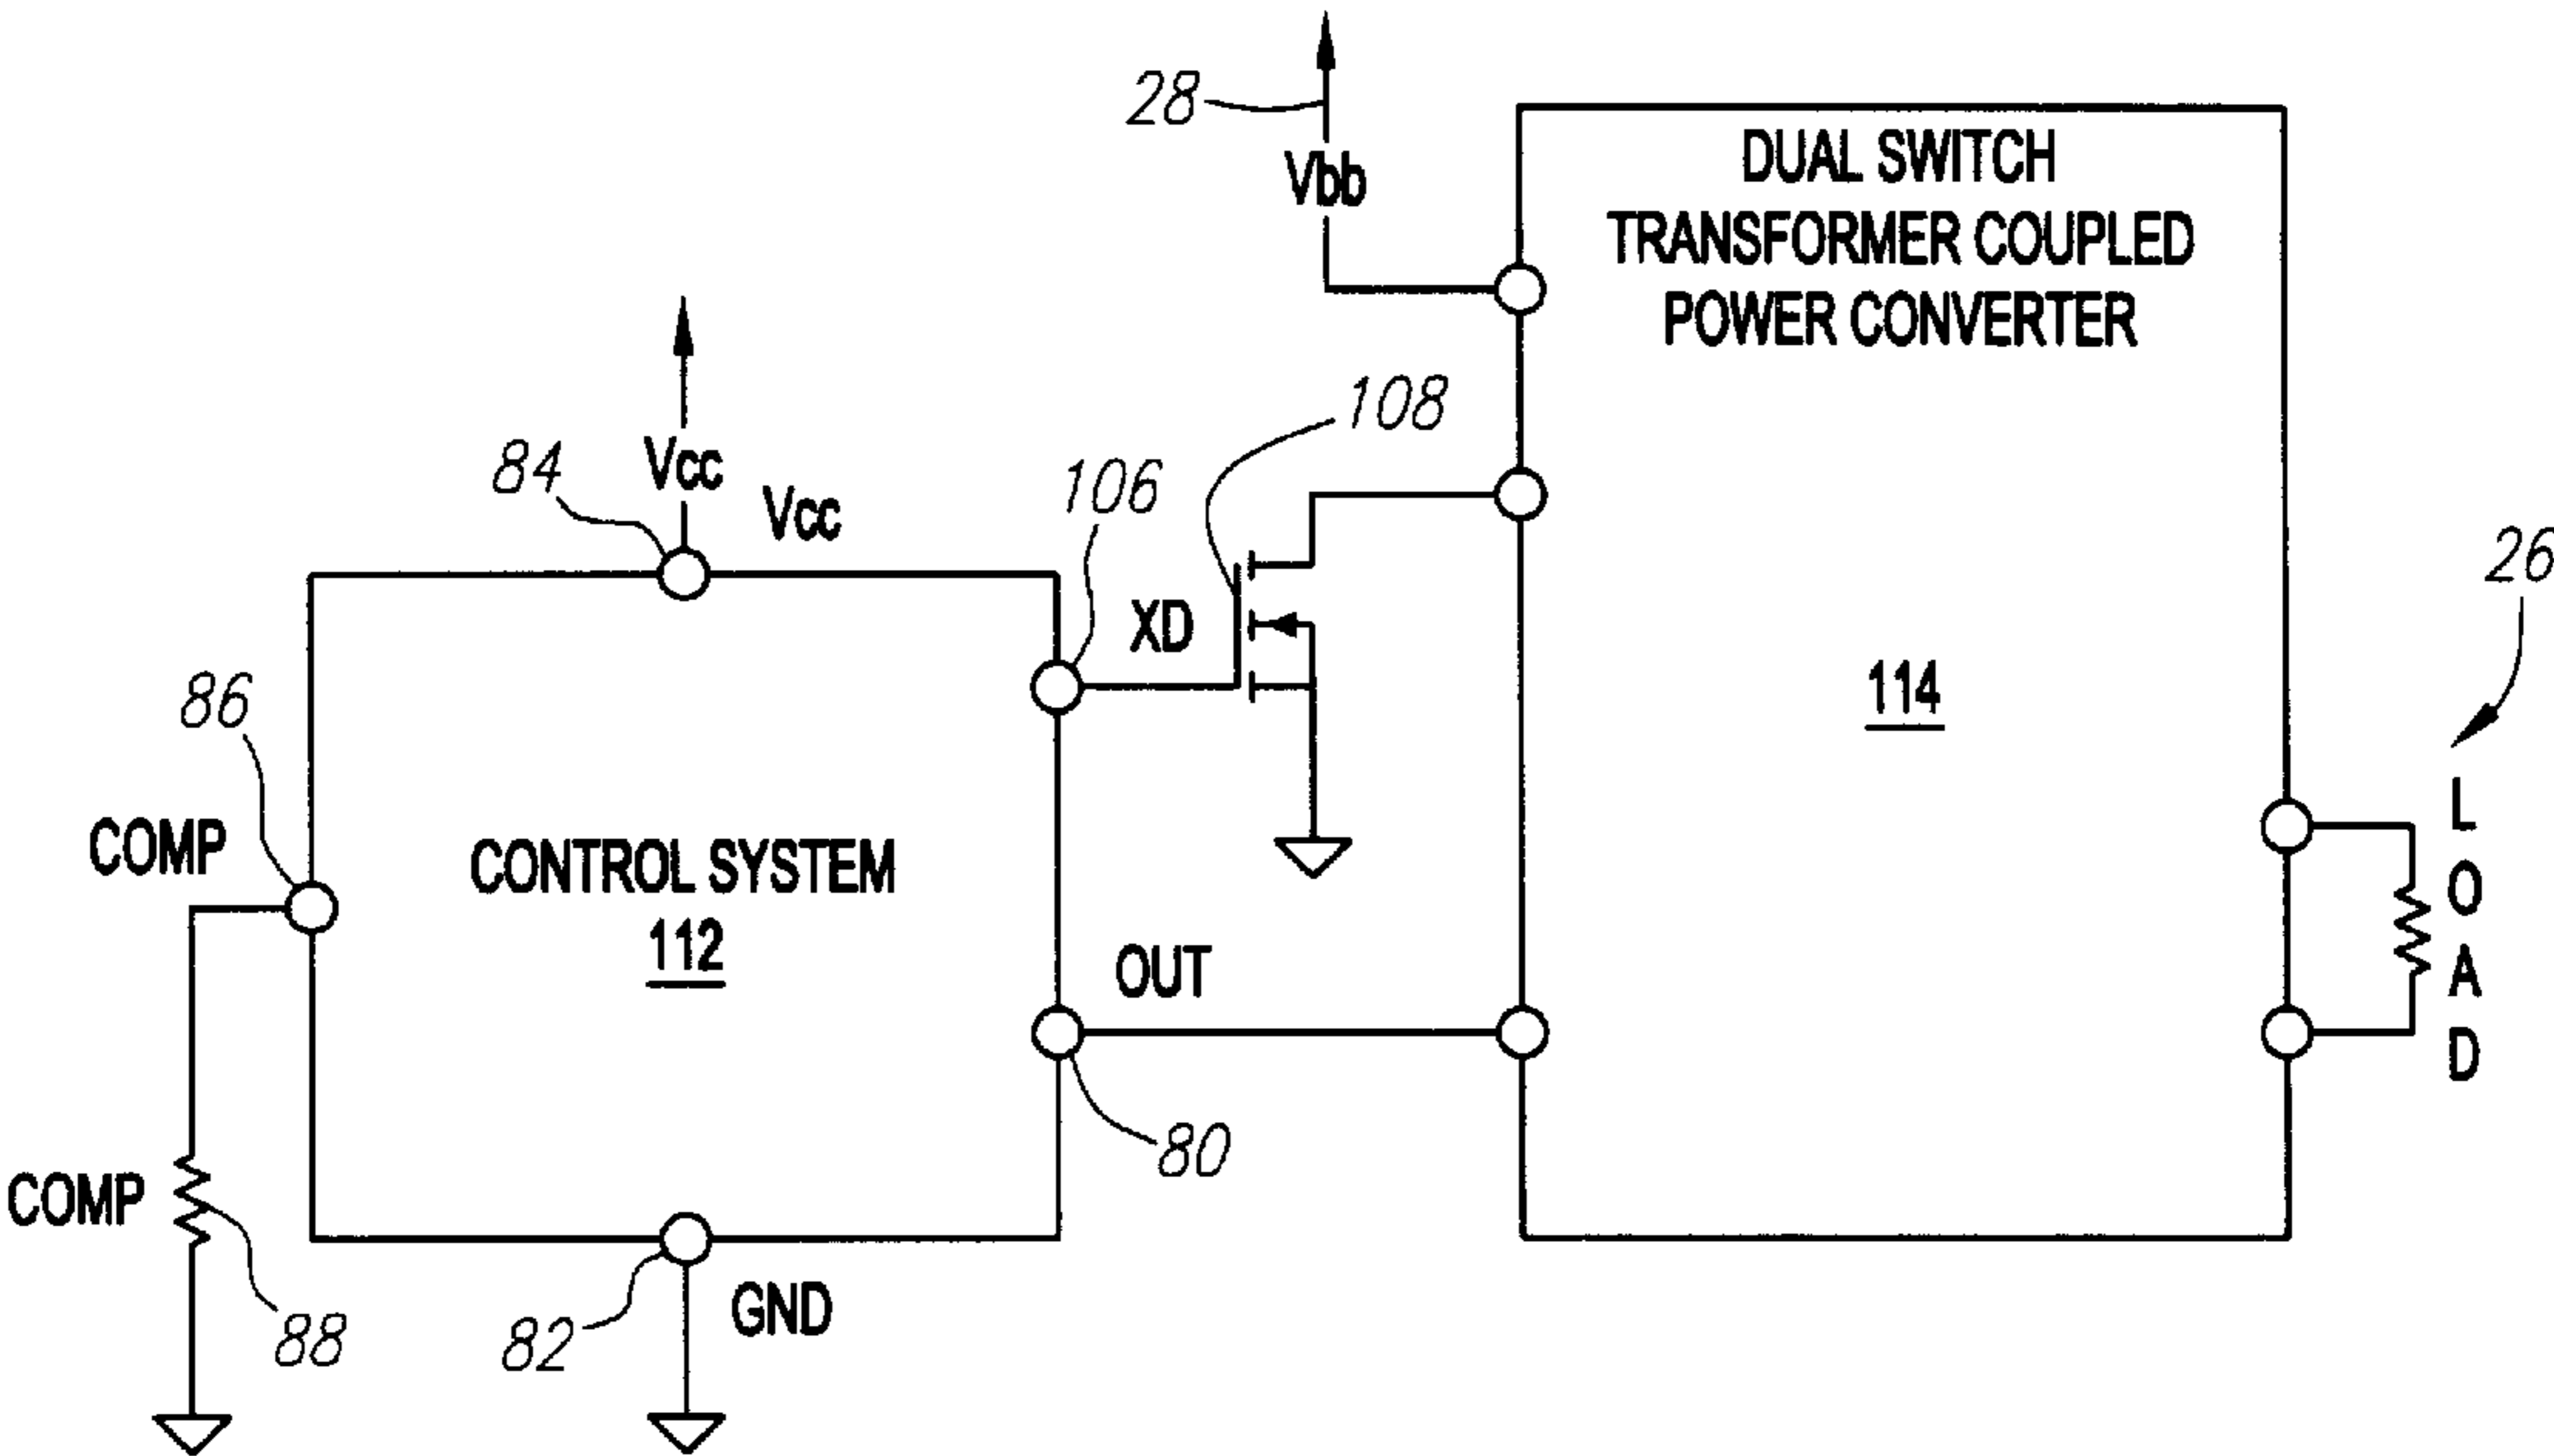 28
Vbb
DUAL SWITCH
TRANSFORMER COUPLED
POWER CONVERTER
108
84
Vcc
Vcc
106
XD
26
114
86
COMP
CONTROL SYSTEM
112
OUT
LOAD
80
COMP
88
82
GND